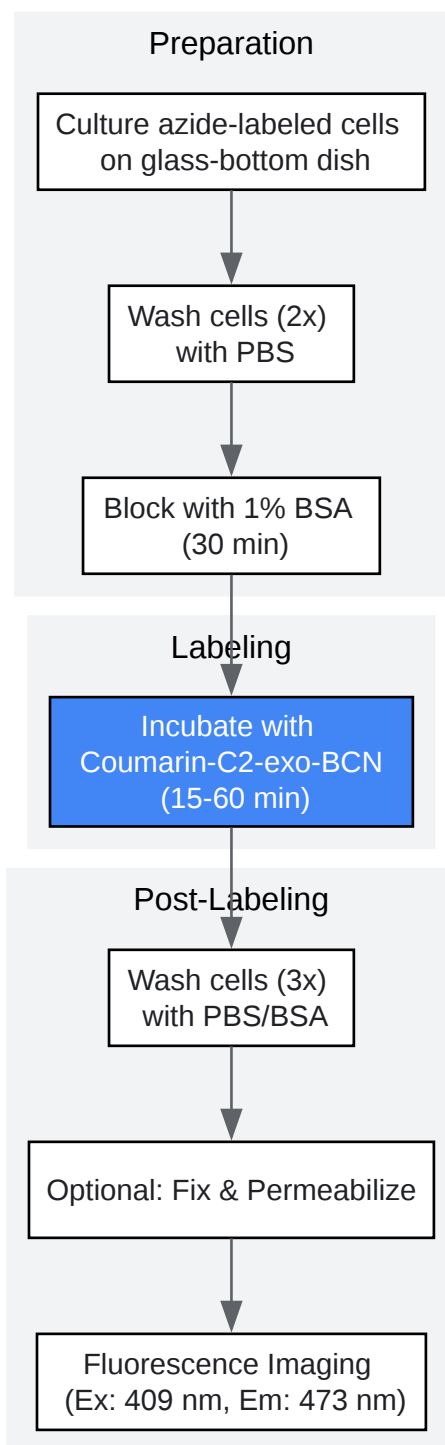 Preparation
Culture azide-labeled cells
on glass-bottom dish
Wash cells (2x)
with PBS
Block with 1% BSA
(30 min)
Labeling
Incubate with
Coumarin-C2-exo-BCN
(15-60 min)
Post-Labeling
Wash cells (3x)
with PBS/BSA
Optional: Fix & Permeabilize
Fluorescence Imaging
(Ex: 409 nm, Em: 473 nm)